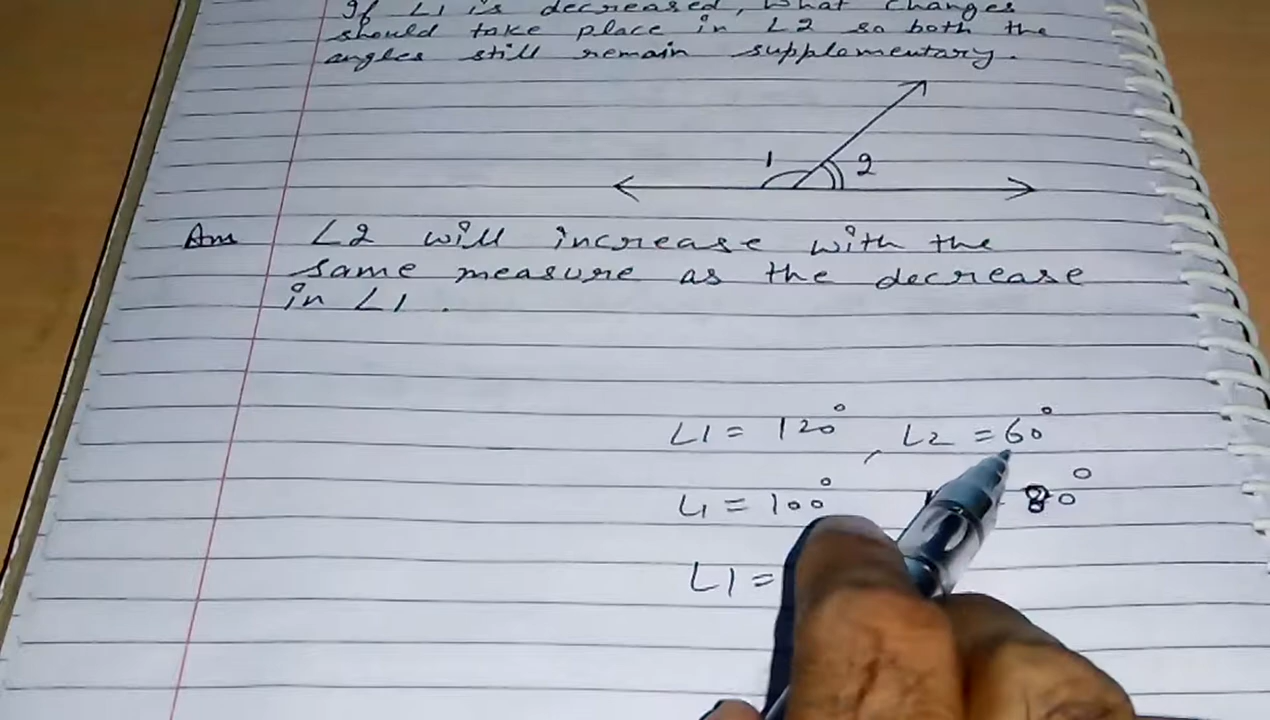 If ∠1 is decreased, what changes
should take place in ∠2 so both the
angles still remain supplementary.
1
2
Ans ∠2 will increase with the
same measure as the decrease
in ∠1.
∠1 = 120°, ∠2 = 60°
∠1 = 100° 80°
∠1 =